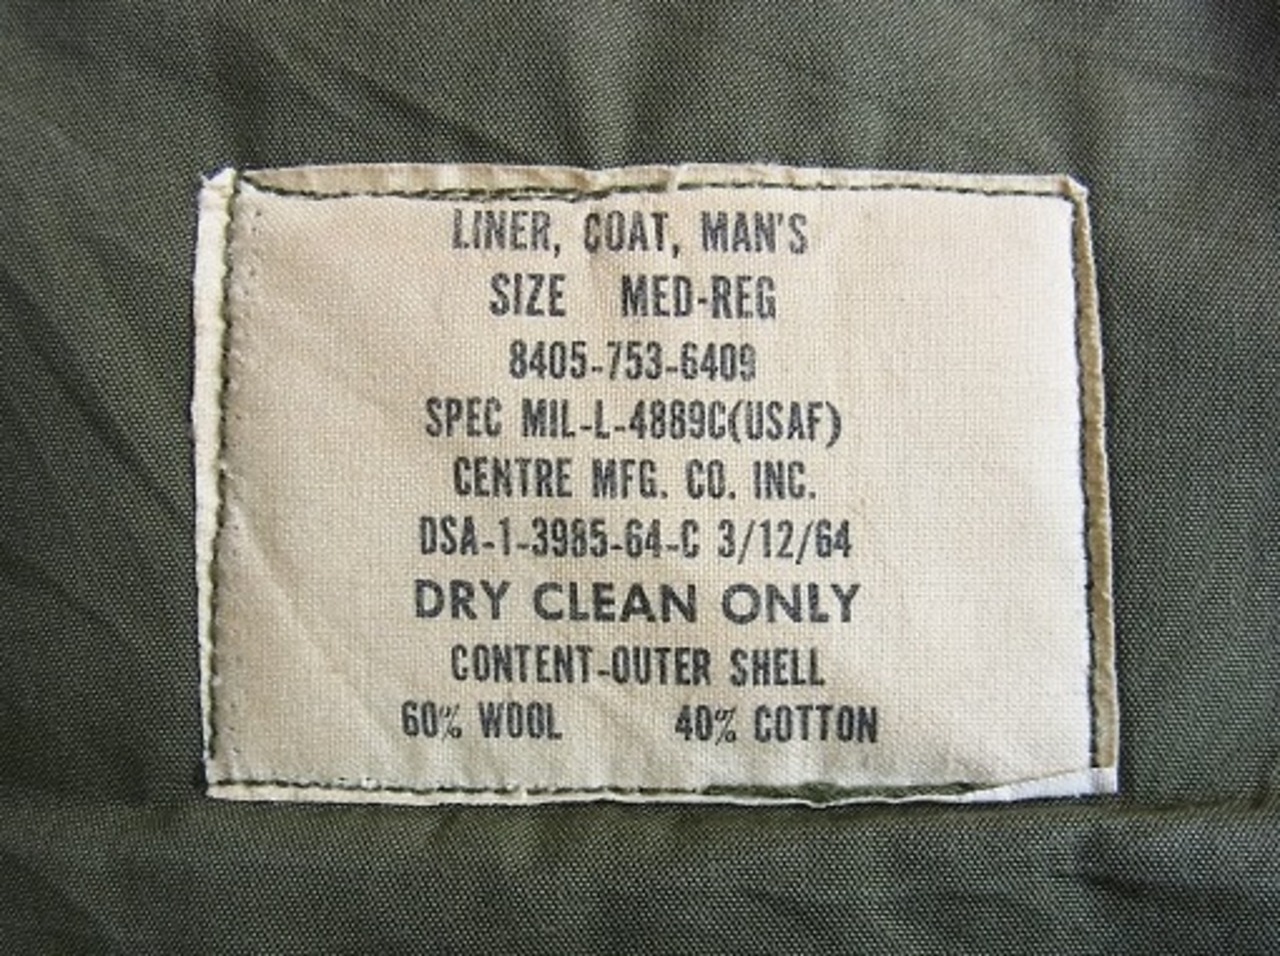 LINER, COAT, MAN'S
SIZE MED-REG
8405-753-6409
SPEC MIL-L-4889C(USAF)
CENTRE MFG. CO. INC.
DSA-1-3985-64-C 3/12/64
DRY CLEAN ONLY
CONTENT-OUTER SHELL
60% WOOL 40% COTTON